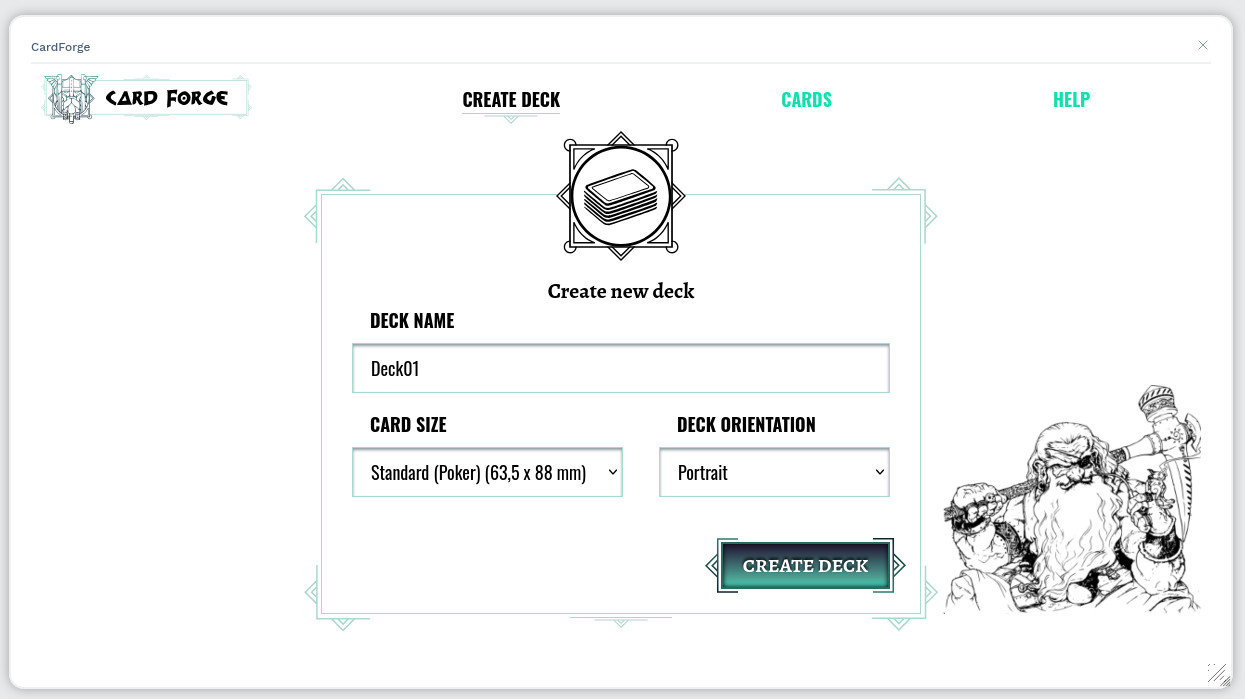 CardForge
CARD FORGE
CREATE DECK
CARDS
HELP
Create new deck
DECK NAME
Deck01
CARD SIZE
DECK ORIENTATION
Standard (Poker) (63,5 x 88 mm)
Portrait
CREATE DECK